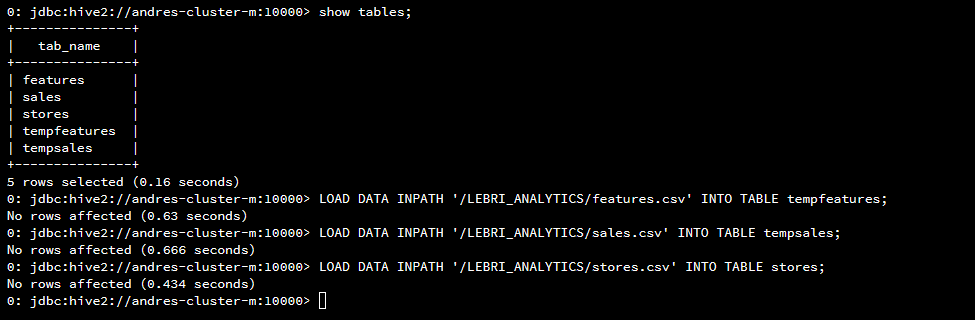 0: jdbc:hive2://andres-cluster-m:10000> show tables;
+---------------+
|   tab_name    |
+---------------+
| features      |
| sales         |
| stores        |
| tempfeatures  |
| tempsales     |
+---------------+
5 rows selected (0.16 seconds)
0: jdbc:hive2://andres-cluster-m:10000> LOAD DATA INPATH '/LEBRI_ANALYTICS/features.csv' INTO TABLE tempfeatures;
No rows affected (0.63 seconds)
0: jdbc:hive2://andres-cluster-m:10000> LOAD DATA INPATH '/LEBRI_ANALYTICS/sales.csv' INTO TABLE tempsales;
No rows affected (0.666 seconds)
0: jdbc:hive2://andres-cluster-m:10000> LOAD DATA INPATH '/LEBRI_ANALYTICS/stores.csv' INTO TABLE stores;
No rows affected (0.434 seconds)
0: jdbc:hive2://andres-cluster-m:10000>